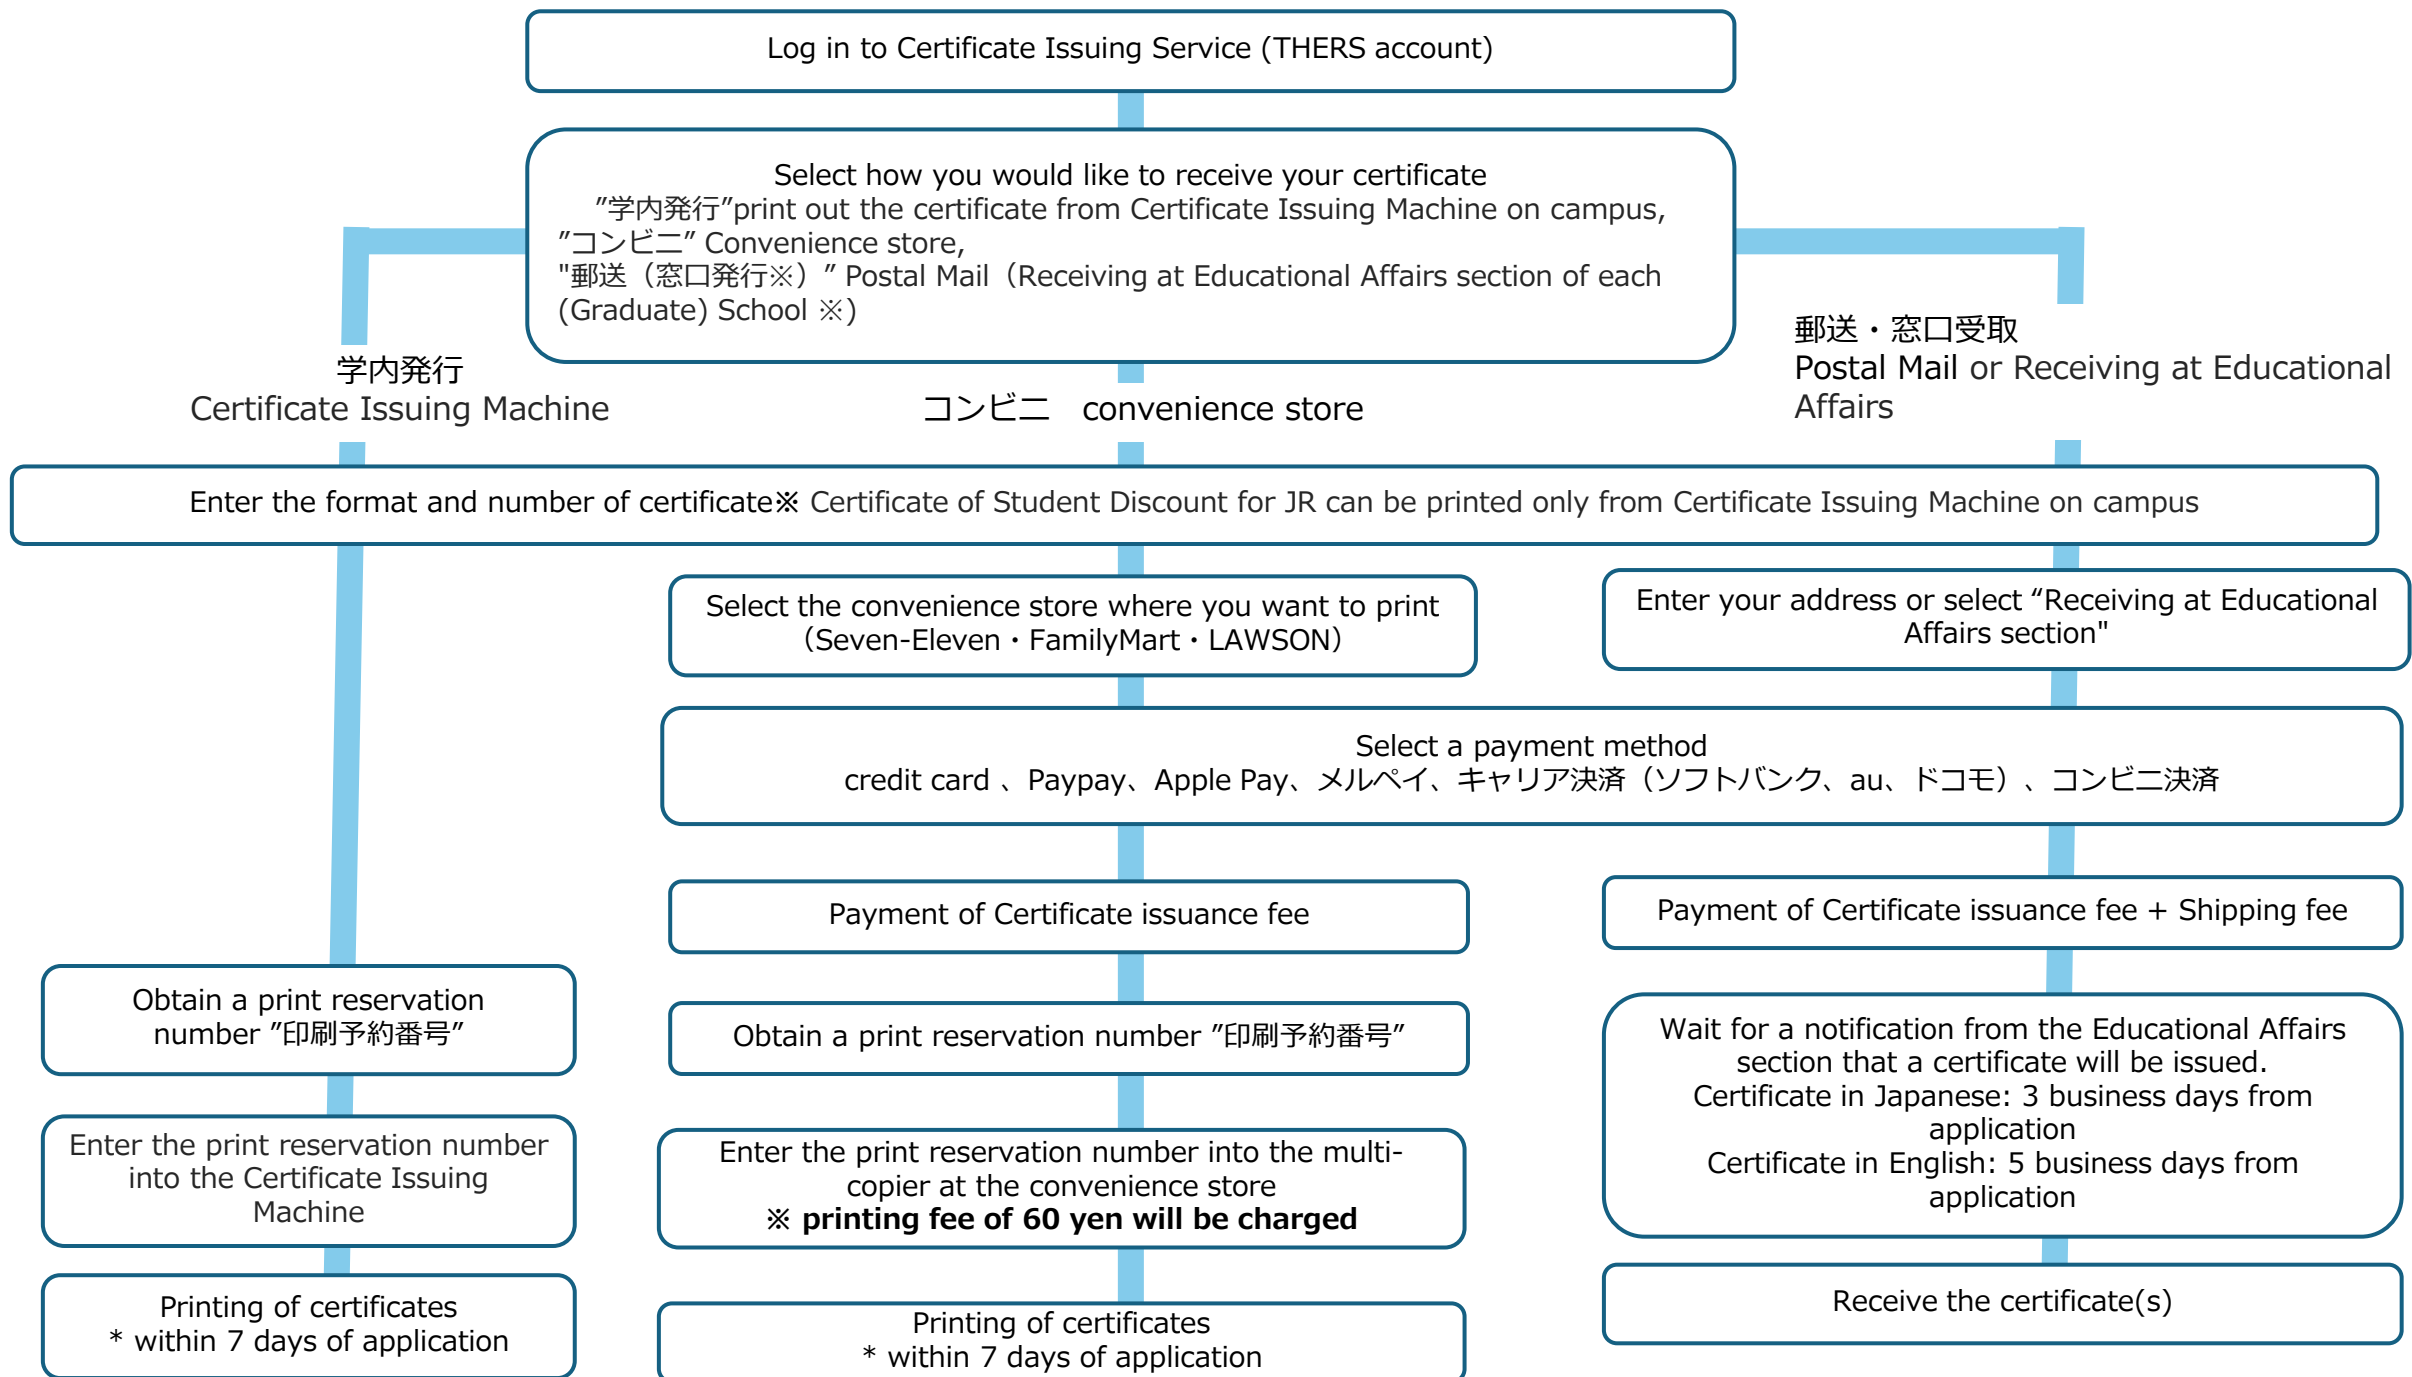 Log in to Certificate Issuing Service (THERS account)
Select how you would like to receive your certificate
”学内発行”print out the certificate from Certificate Issuing Machine on campus,
”コンビニ” Convenience store,
"郵送（窓口発行※）” Postal Mail（Receiving at Educational Affairs section of each
(Graduate) School ※)
学内発行
Certificate Issuing Machine
コンビニ　convenience store
郵送・窓口受取
Postal Mail or Receiving at Educational
Affairs
Enter the format and number of certificate※ Certificate of Student Discount for JR can be printed only from Certificate Issuing Machine on campus
Select the convenience store where you want to print
（Seven-Eleven・FamilyMart・LAWSON）
Enter your address or select “Receiving at Educational
Affairs section"
Select a payment method
credit card 、Paypay、Apple Pay、メルペイ、キャリア決済（ソフトバンク、au、ドコモ）、コンビニ決済
Payment of Certificate issuance fee
Payment of Certificate issuance fee + Shipping fee
Obtain a print reservation
number ”印刷予約番号”
Obtain a print reservation number ”印刷予約番号”
Wait for a notification from the Educational Affairs
section that a certificate will be issued.
Certificate in Japanese: 3 business days from
application
Certificate in English: 5 business days from
application
Enter the print reservation number
into the Certificate Issuing
Machine
Enter the print reservation number into the multi-
copier at the convenience store
※ printing fee of 60 yen will be charged
Printing of certificates
* within 7 days of application
Printing of certificates
* within 7 days of application
Receive the certificate(s)